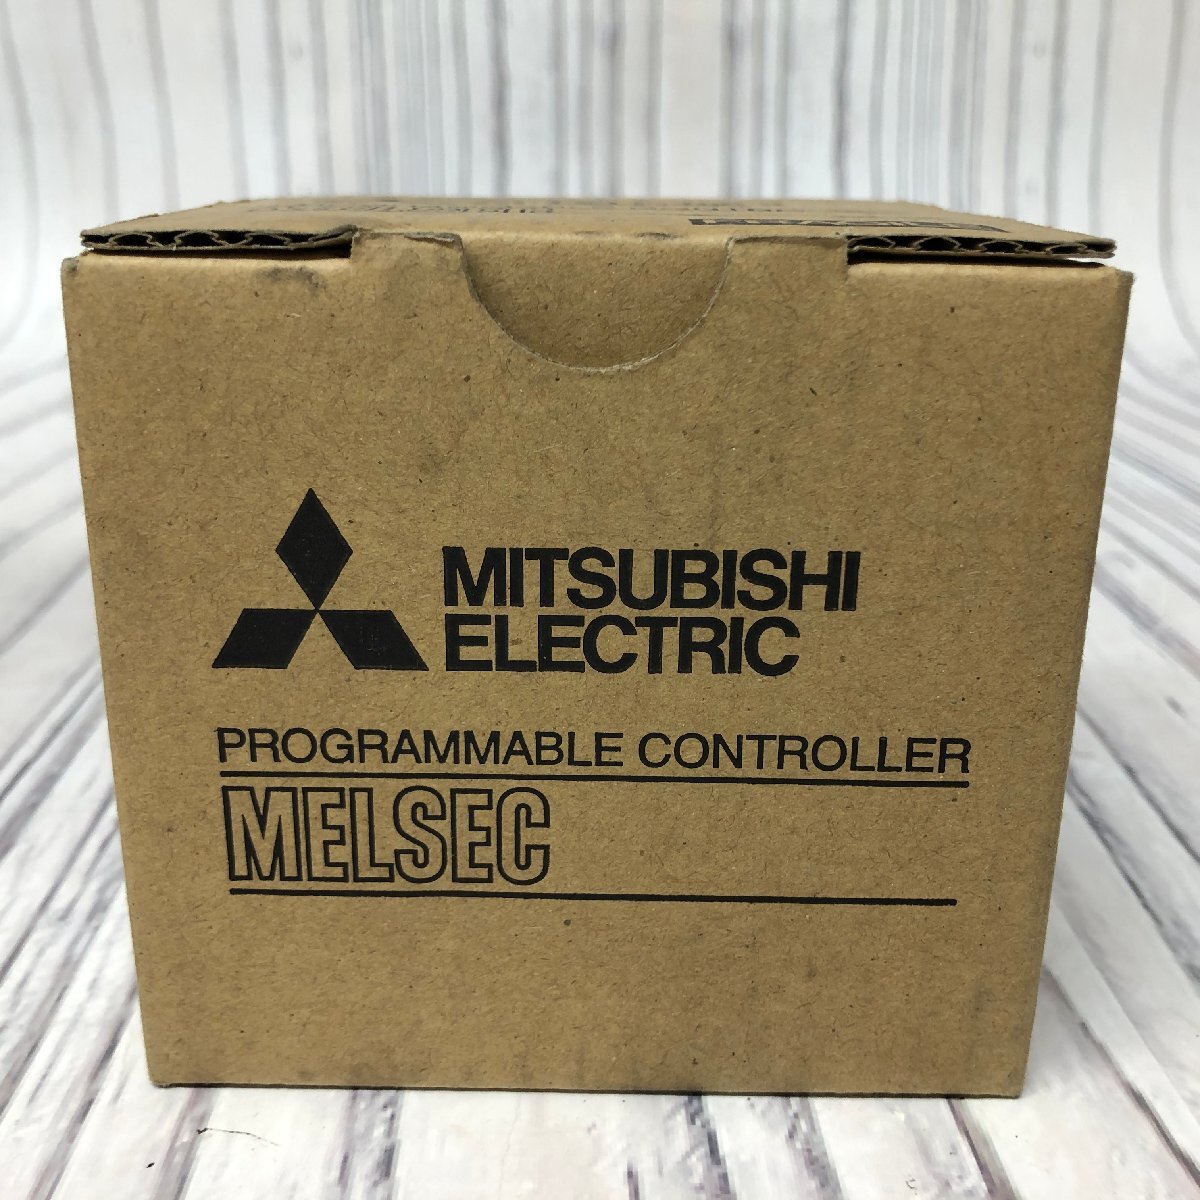 MITSUBISHI
ELECTRIC
PROGRAMMABLE CONTROLLER
MELSEC